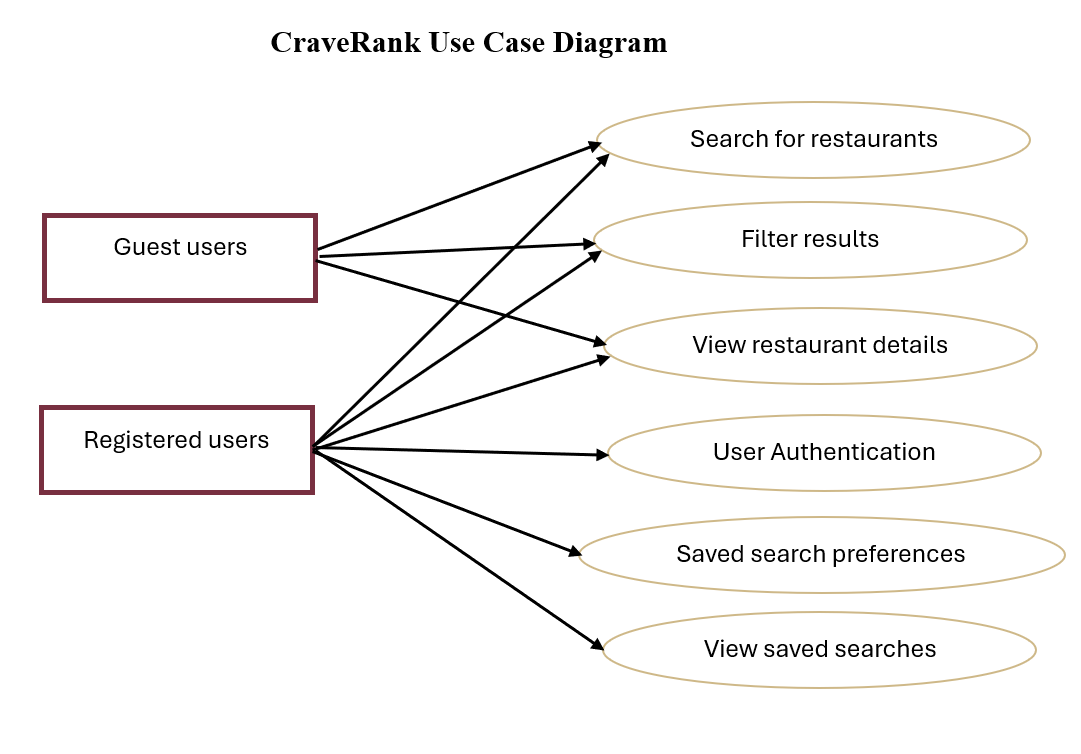 CraveRank Use Case Diagram
Search for restaurants
Guest users
Filter results
View restaurant details
Registered users
User Authentication
Saved search preferences
View saved searches